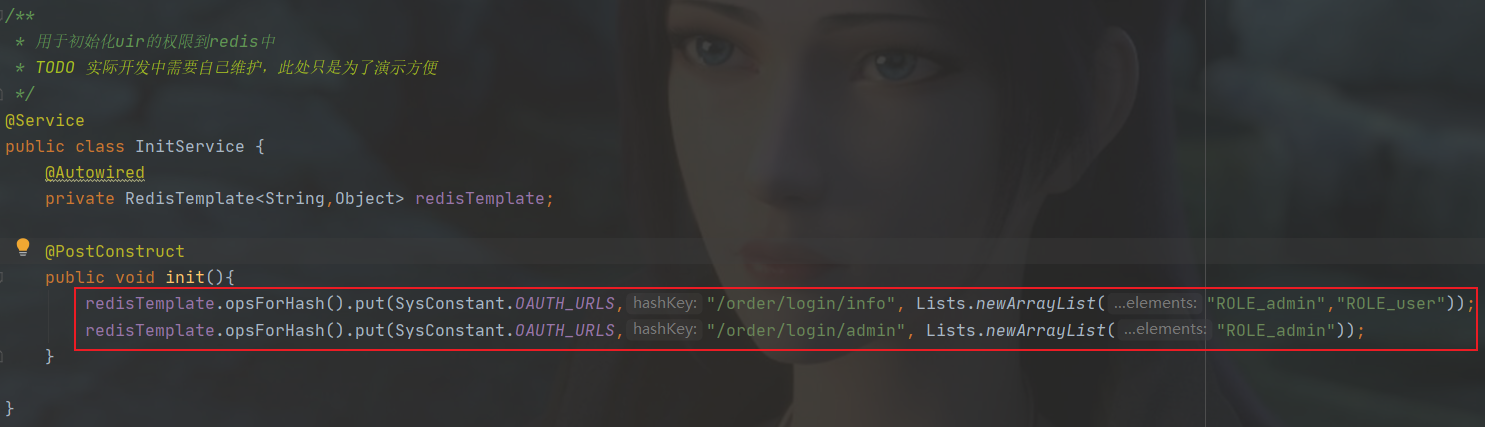 /**
 * 用于初始化uir的权限到redis中
 * TODO 实际开发中需要自己维护，此处只是为了演示方便
 */
@Service
public class InitService {
@Autowired
private RedisTemplate<String,Object> redisTemplate;
@PostConstruct
public void init(){
redisTemplate.opsForHash().put(SysConstant.OAUTH_URLS, hashKey: "/order/login/info", Lists.newArrayList( ...elements: "ROLE_admin","ROLE_user"));
redisTemplate.opsForHash().put(SysConstant.OAUTH_URLS, hashKey: "/order/login/admin", Lists.newArrayList( ...elements: "ROLE_admin"));
}
}